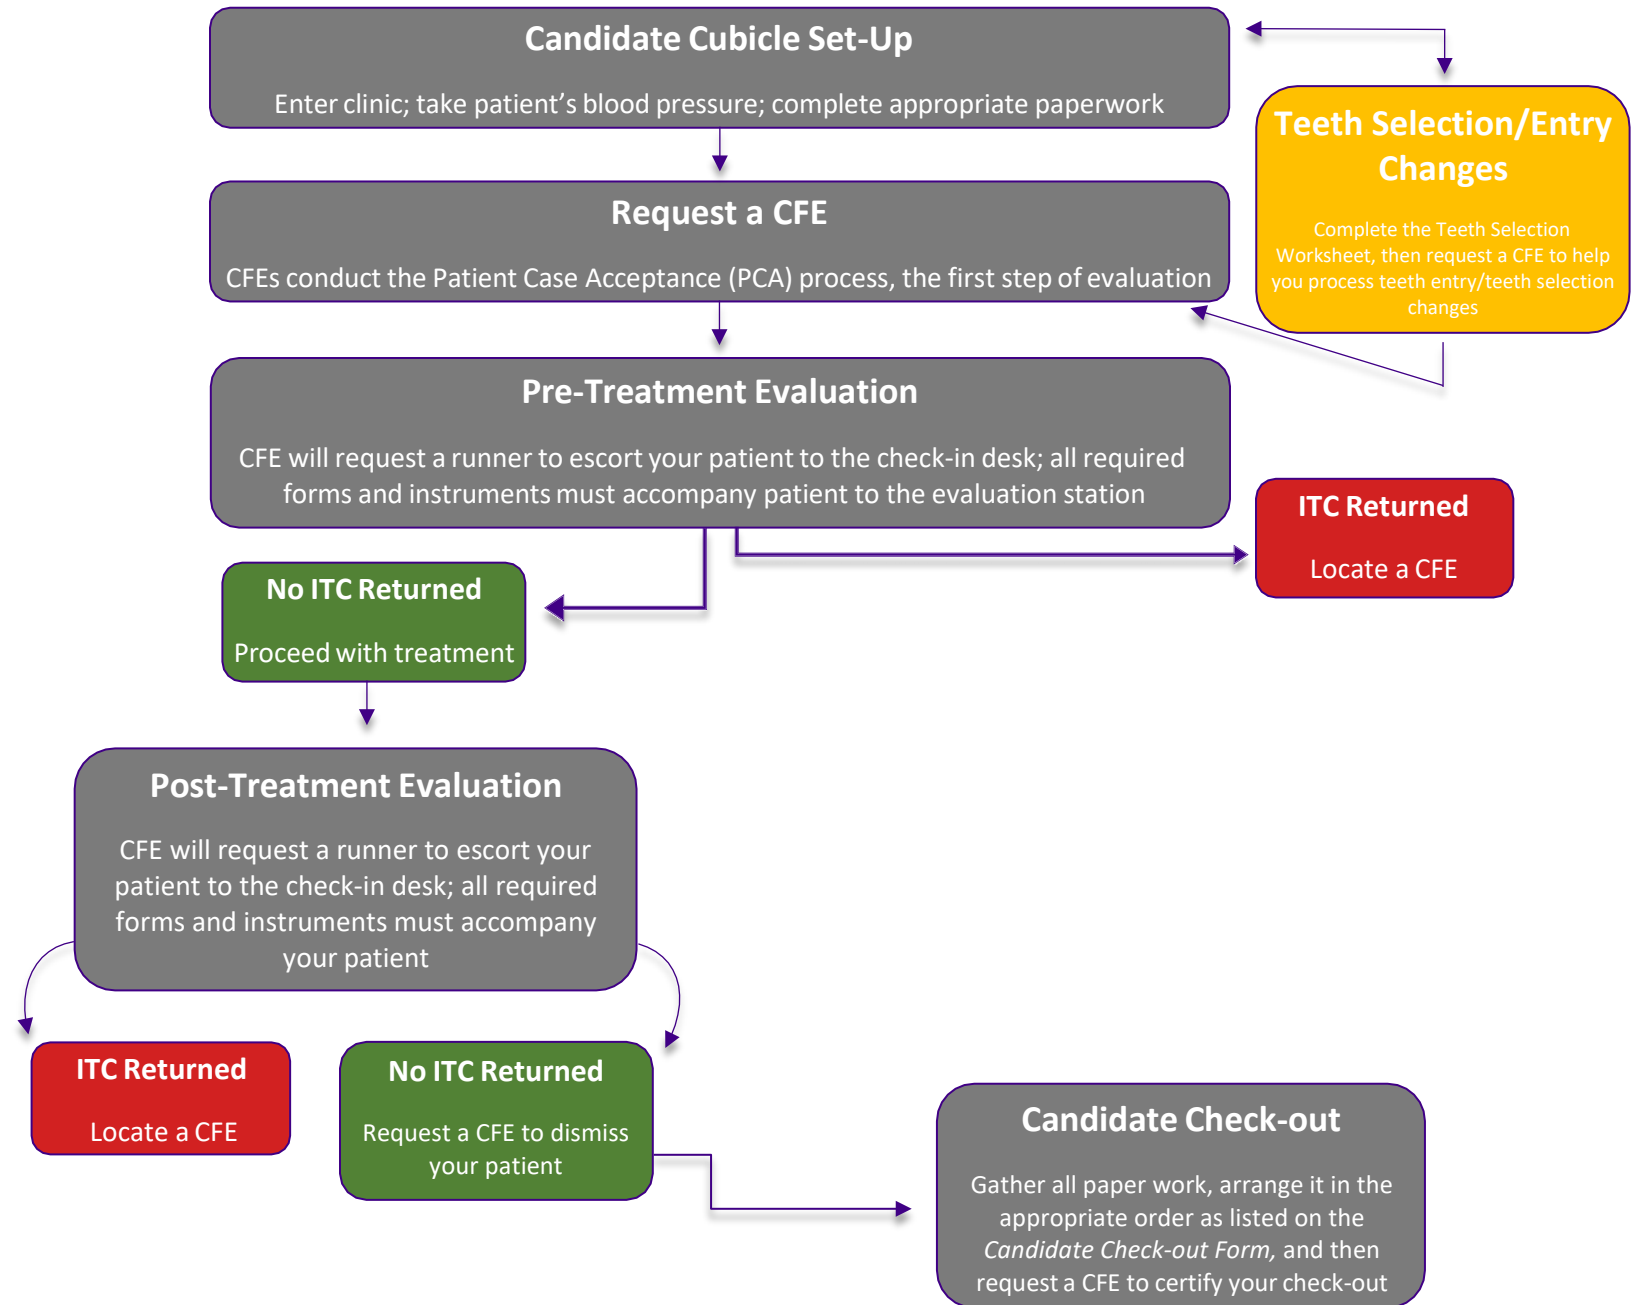 Candidate Cubicle Set-Up
Enter clinic; take patient’s blood pressure; complete appropriate paperwork
Teeth Selection/Entry
Changes
Complete the Teeth Selection
Worksheet, then request a CFE to help
you process teeth entry/teeth selection
changes
Request a CFE
CFEs conduct the Patient Case Acceptance (PCA) process, the first step of evaluation
Pre-Treatment Evaluation
CFE will request a runner to escort your patient to the check-in desk; all required
forms and instruments must accompany patient to the evaluation station
ITC Returned
Locate a CFE
No ITC Returned
Proceed with treatment
Post-Treatment Evaluation
CFE will request a runner to escort your
patient to the check-in desk; all required
forms and instruments must accompany
your patient
ITC Returned
Locate a CFE
No ITC Returned
Request a CFE to dismiss
your patient
Candidate Check-out
Gather all paper work, arrange it in the
appropriate order as listed on the
Candidate Check-out Form, and then
request a CFE to certify your check-out